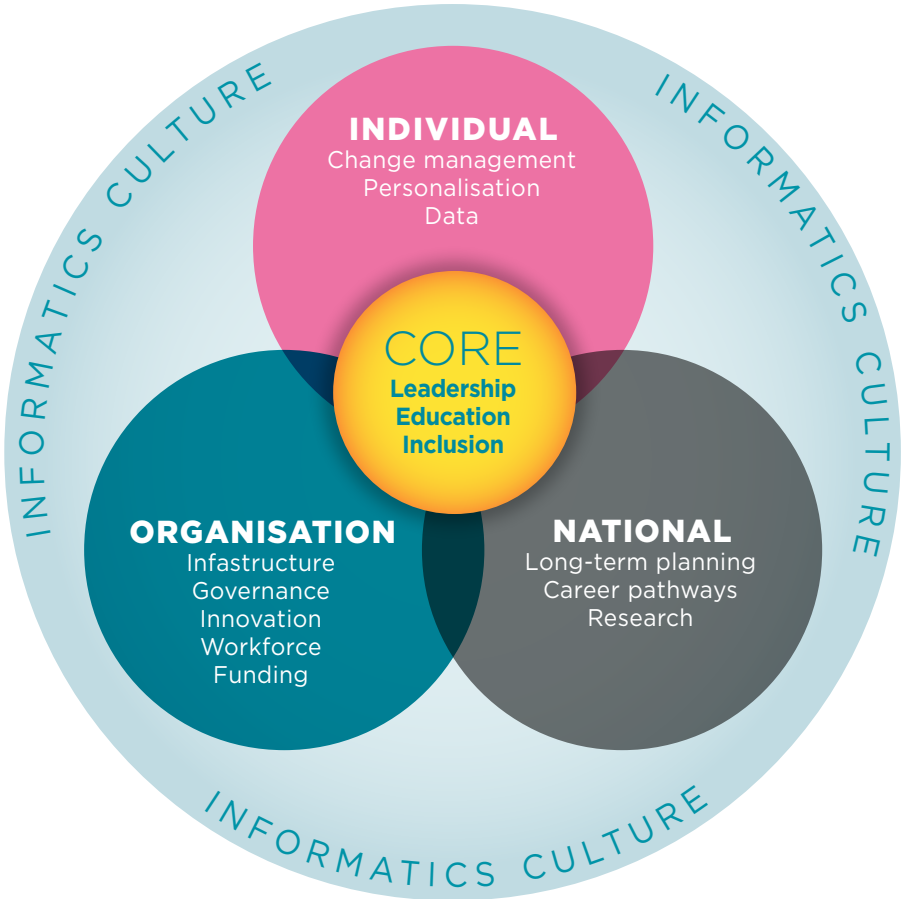 INFORMATICS CULTURE
INFORMATICS CULTURE
INDIVIDUAL
Change management
Personalisation
Data
CORE
Leadership
Education
Inclusion
ORGANISATION
Infastructure
Governance
Innovation
Workforce
Funding
NATIONAL
Long-term planning
Career pathways
Research
INFORMATICS CULTURE